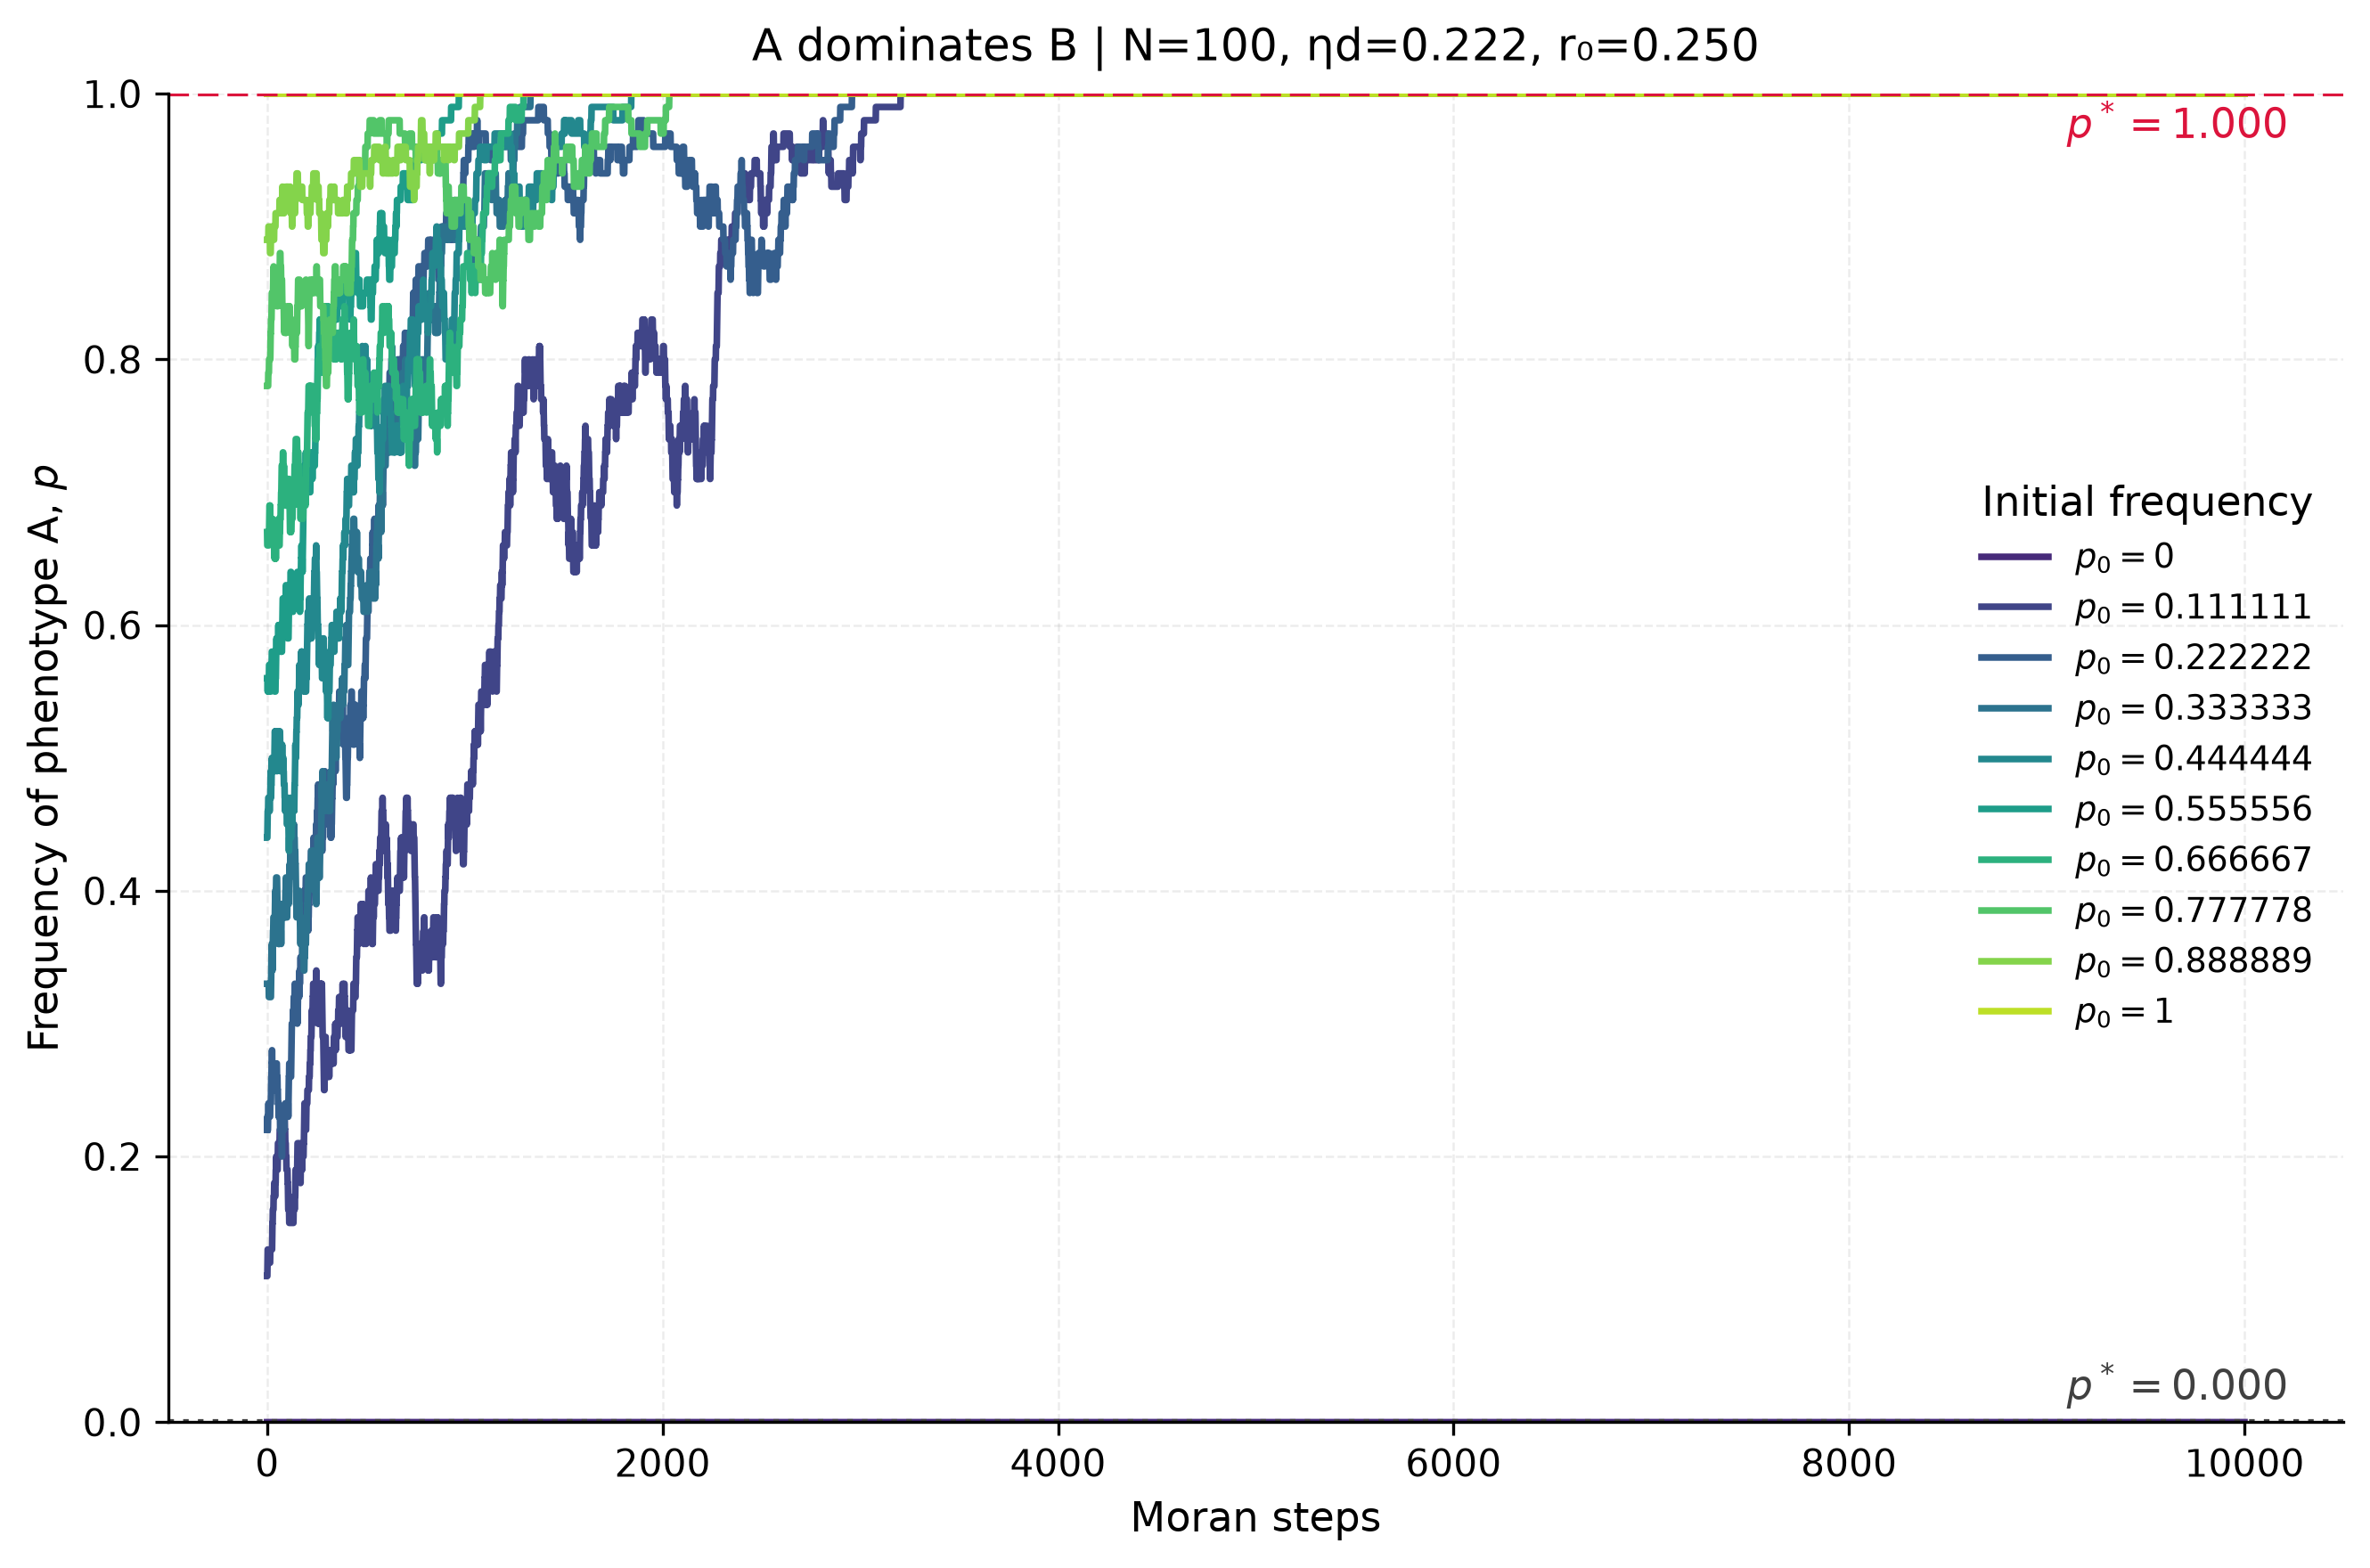 A dominates B | N=100, ηd=0.222, r₀=0.250
1.0
0.8
0.6
0.4
0.2
0.0
Frequency of phenotype A, p
p* = 1.000
Initial frequency
p₀ = 0
p₀ = 0.111111
p₀ = 0.222222
p₀ = 0.333333
p₀ = 0.444444
p₀ = 0.555556
p₀ = 0.666667
p₀ = 0.777778
p₀ = 0.888889
p₀ = 1
p* = 0.000
0 2000 4000 6000 8000 10000
Moran steps